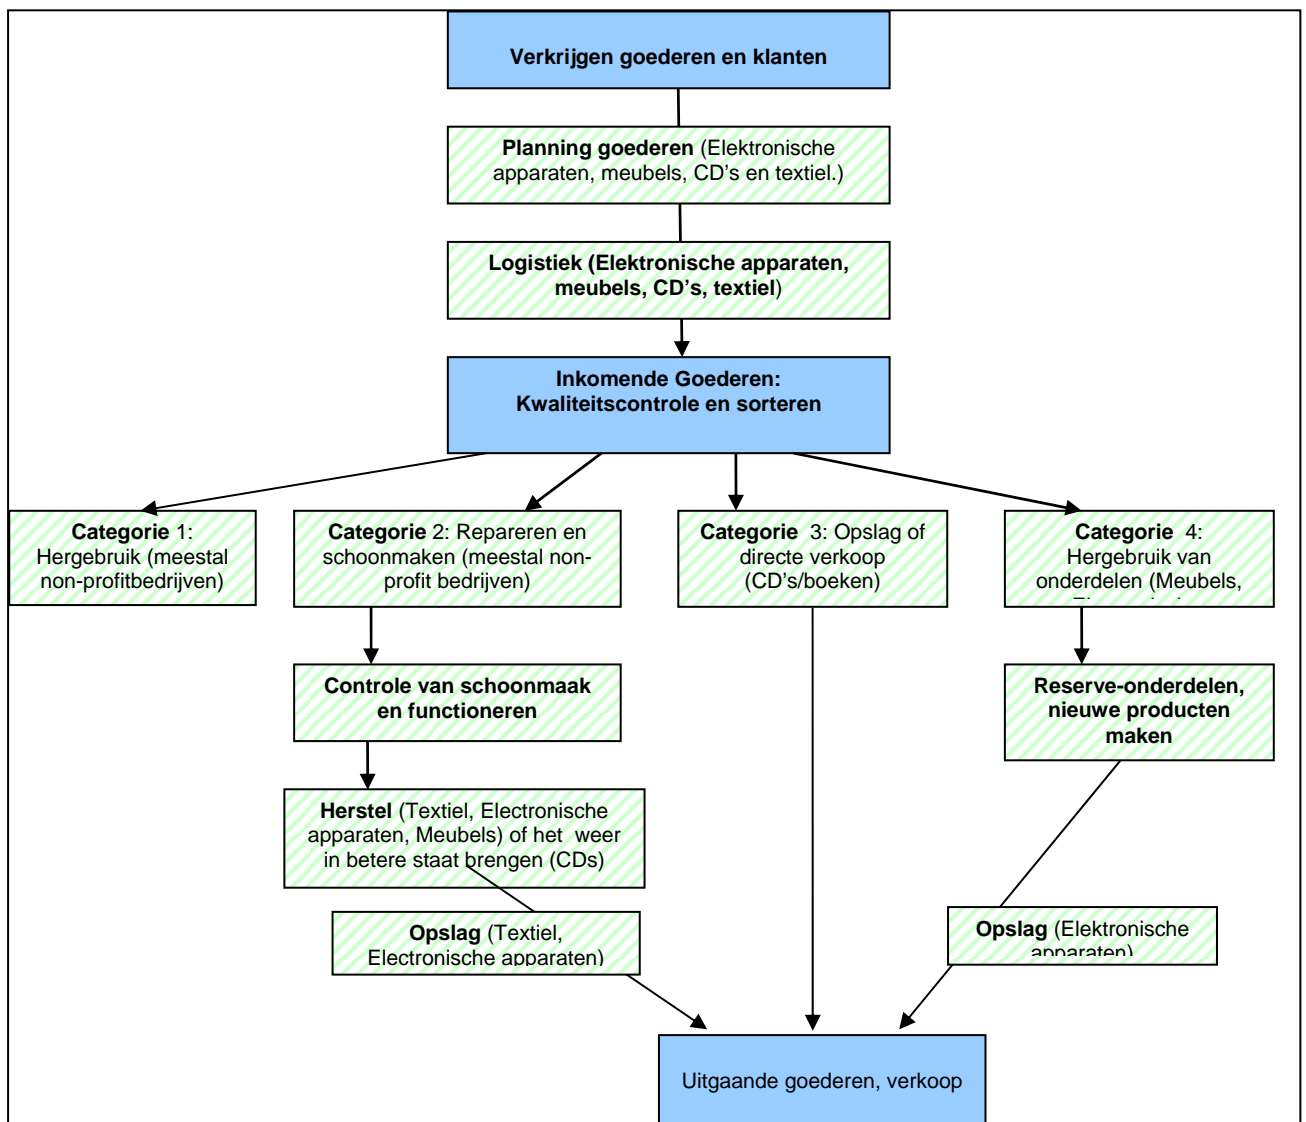 Verkrijgen goederen en klanten
Planning goederen (Elektronische
apparaten, meubels, CD's en textiel.)
Logistiek (Elektronische apparaten,
meubels, CD's, textiel)
Inkomende Goederen:
Kwaliteitscontrole en sorteren
Categorie 1:
Hergebruik (meestal
non-profitbedrijven)
Categorie 2: Repareren en
schoonmaken (meestal non-
profit bedrijven)
Categorie 3: Opslag of
directe verkoop
(CD's/boeken)
Categorie 4:
Hergebruik van
onderdelen (Meubels,
Controle van schoonmaak
en functioneren
Reserve-onderdelen,
nieuwe producten
maken
Herstel (Textiel, Electronische
apparaten, Meubels) of het weer
in betere staat brengen (CDs)
Opslag (Textiel,
Electronische apparaten)
Opslag (Elektronische
apparaten)
Uitgaande goederen, verkoop